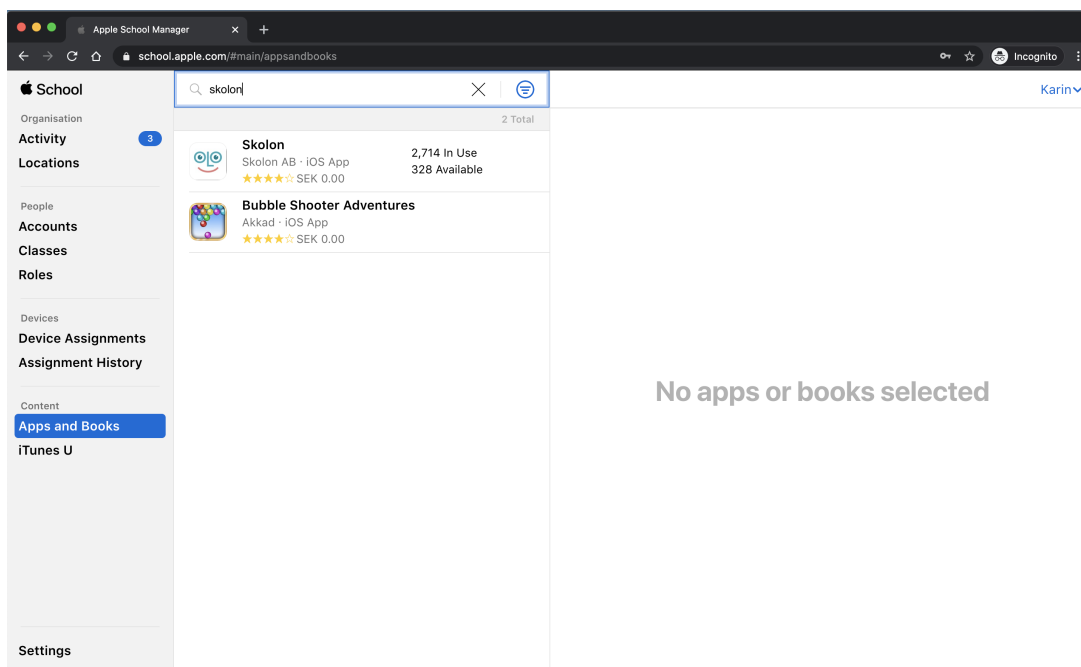 Apple School Manager
school.apple.com/#main/appsandbooks
Incognito
School
skolon
Karin
Organisation
2 Total
Activity
3
Locations
Skolon
Skolon AB · iOS App
SEK 0.00
2,714 In Use
328 Available
People
Accounts
Classes
Roles
Bubble Shooter Adventures
Akkad · iOS App
SEK 0.00
Devices
Device Assignments
Assignment History
Content
Apps and Books
iTunes U
No apps or books selected
Settings